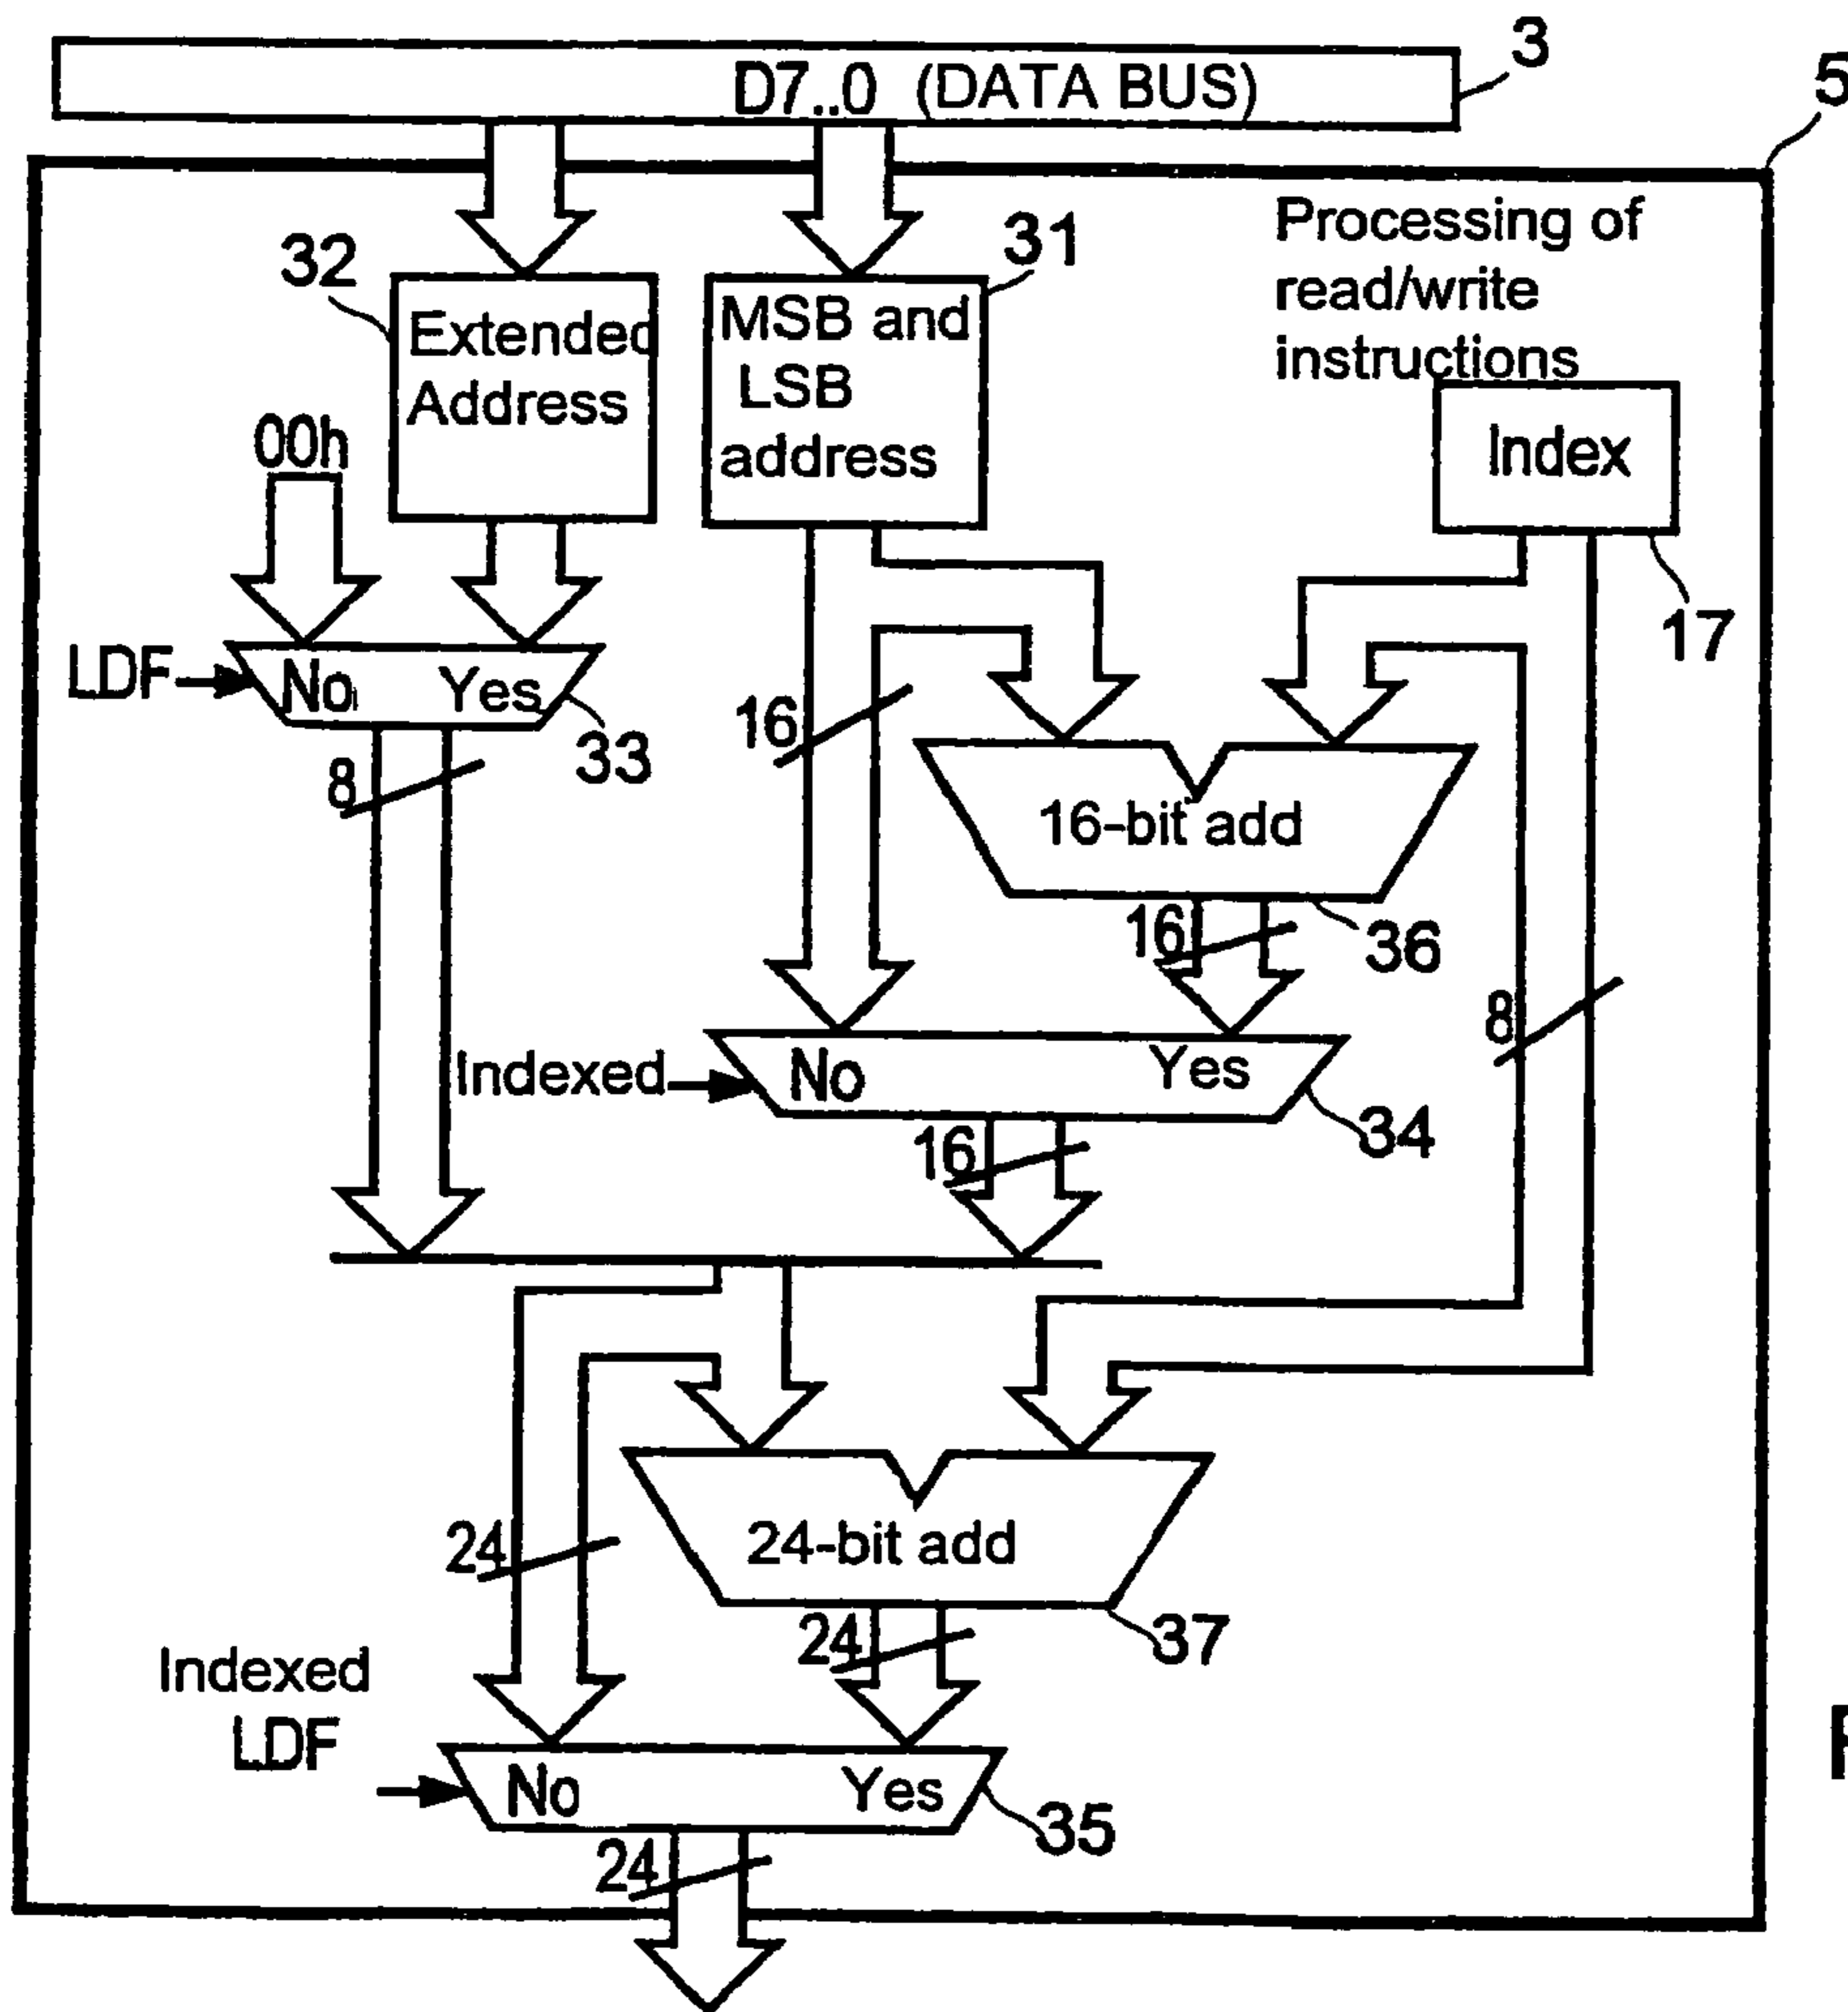 D7..0 (DATA BUS)
3
5
Processing of
read/write
instructions
32
31
Extended
Address
MSB and
LSB
address
00h
Index
17
LDF
No
Yes
33
8
16
16-bit add
36
16
8
Indexed
No
Yes
34
16
24-bit add
24
37
24
Indexed
LDF
No
Yes
35
24